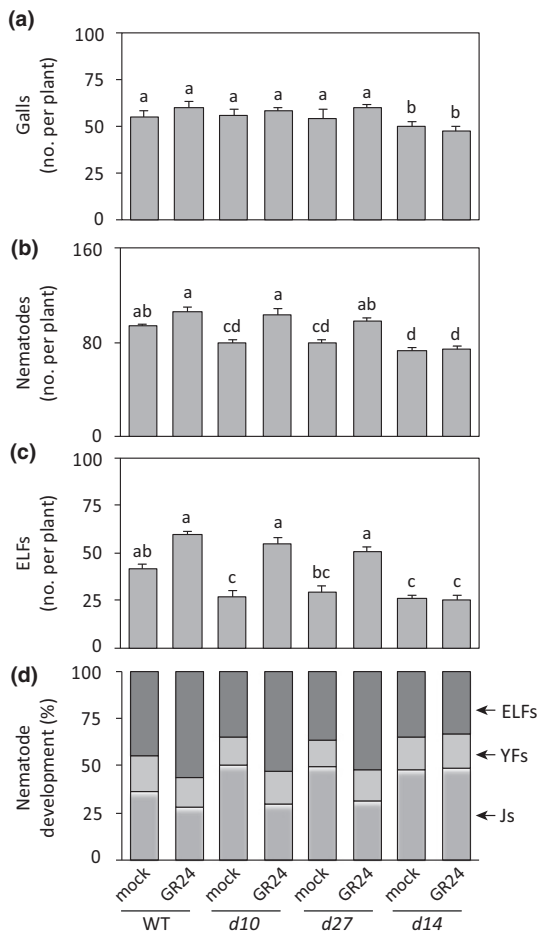 (a)
Galls
(no. per plant)
100
75
50
25
0
a a a a a a b b
(b)
Nematodes
(no. per plant)
160
80
0
ab a cd a cd ab d d
(c)
ELFs
(no. per plant)
100
75
50
25
0
ab a c a bc a c c
(d)
Nematode
development (%)
100
75
50
25
0
ELFs
YFs
Js
mock GR24 mock GR24 mock GR24 mock GR24
WT d10 d27 d14